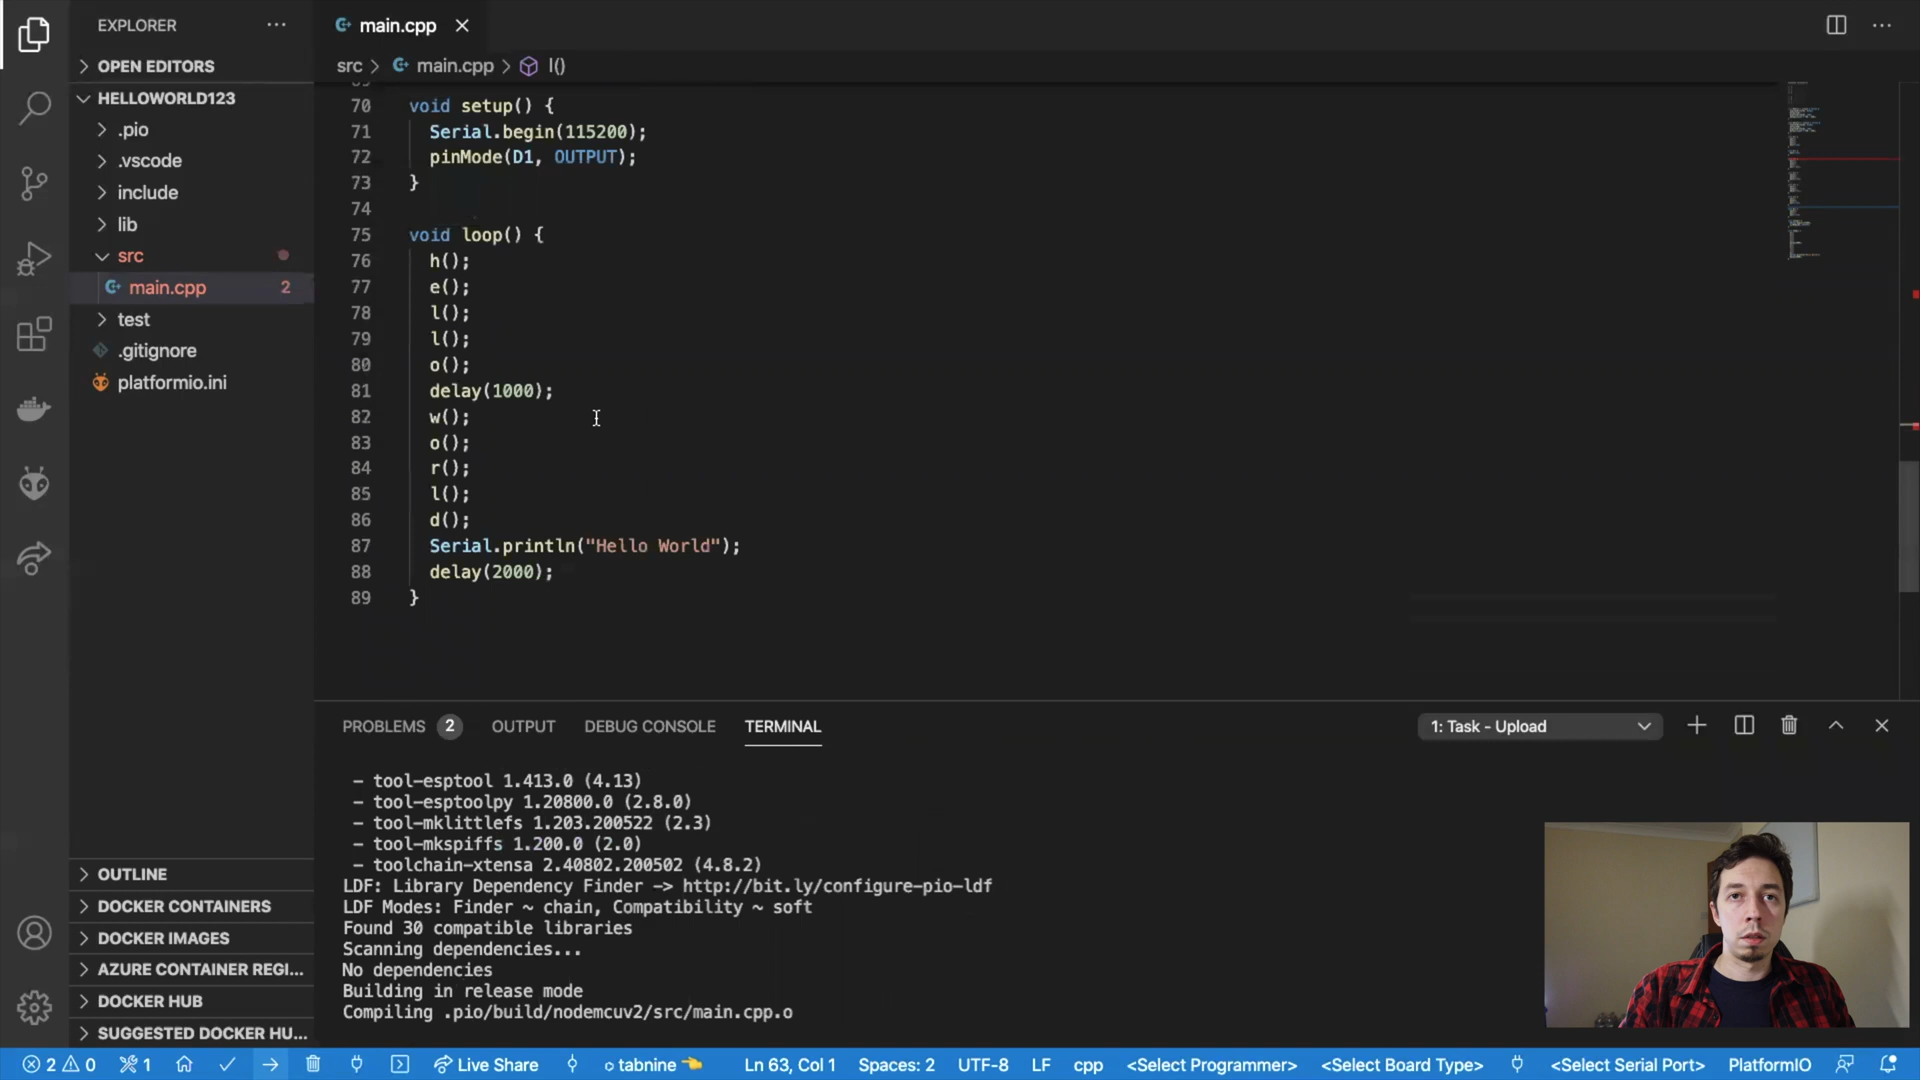 EXPLORER
main.cpp
OPEN EDITORS
src > main.cpp > l()
HELLOWORLD123
.pio
.vscode
include
lib
src
main.cpp 2
test
.gitignore
platformio.ini
70 void setup() {
71 Serial.begin(115200);
72 pinMode(D1, OUTPUT);
73 }
74
75 void loop() {
76 h();
77 e();
78 l();
79 l();
80 o();
81 delay(1000);
82 w();
83 o();
84 r();
85 l();
86 d();
87 Serial.println("Hello World");
88 delay(2000);
89 }
PROBLEMS 2 OUTPUT DEBUG CONSOLE TERMINAL
1: Task - Upload
- tool-esptool 1.413.0 (4.13)
- tool-esptoolpy 1.20800.0 (2.8.0)
- tool-mklittlefs 1.203.200522 (2.3)
- tool-mkspiffs 1.200.0 (2.0)
- toolchain-xtensa 2.40802.200502 (4.8.2)
LDF: Library Dependency Finder -> http://bit.ly/configure-pio-ldf
LDF Modes: Finder ~ chain, Compatibility ~ soft
Found 30 compatible libraries
Scanning dependencies...
No dependencies
Building in release mode
Compiling .pio/build/nodemcuv2/src/main.cpp.o
OUTLINE
DOCKER CONTAINERS
DOCKER IMAGES
AZURE CONTAINER REGI...
DOCKER HUB
SUGGESTED DOCKER HU...
2 0 1 Live Share tabnine Ln 63, Col 1 Spaces: 2 UTF-8 LF cpp <Select Programmer> <Select Board Type> <Select Serial Port> PlatformIO